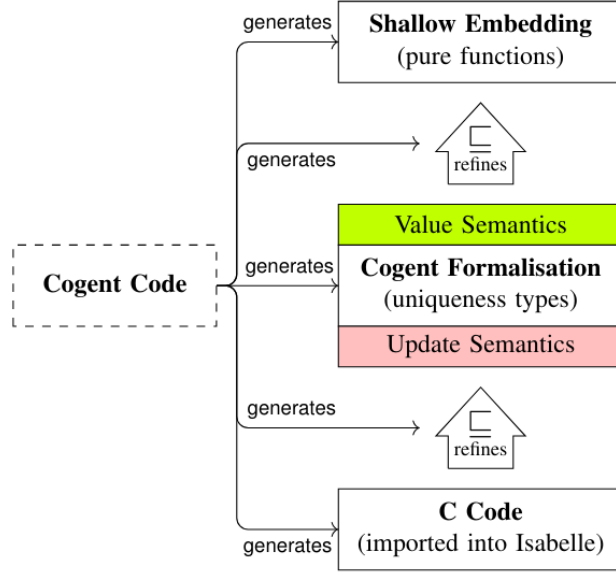 generates
Shallow Embedding
(pure functions)
generates
⊑
refines
Value Semantics
Cogent Code
generates
Cogent Formalisation
(uniqueness types)
Update Semantics
generates
⊑
refines
generates
C Code
(imported into Isabelle)